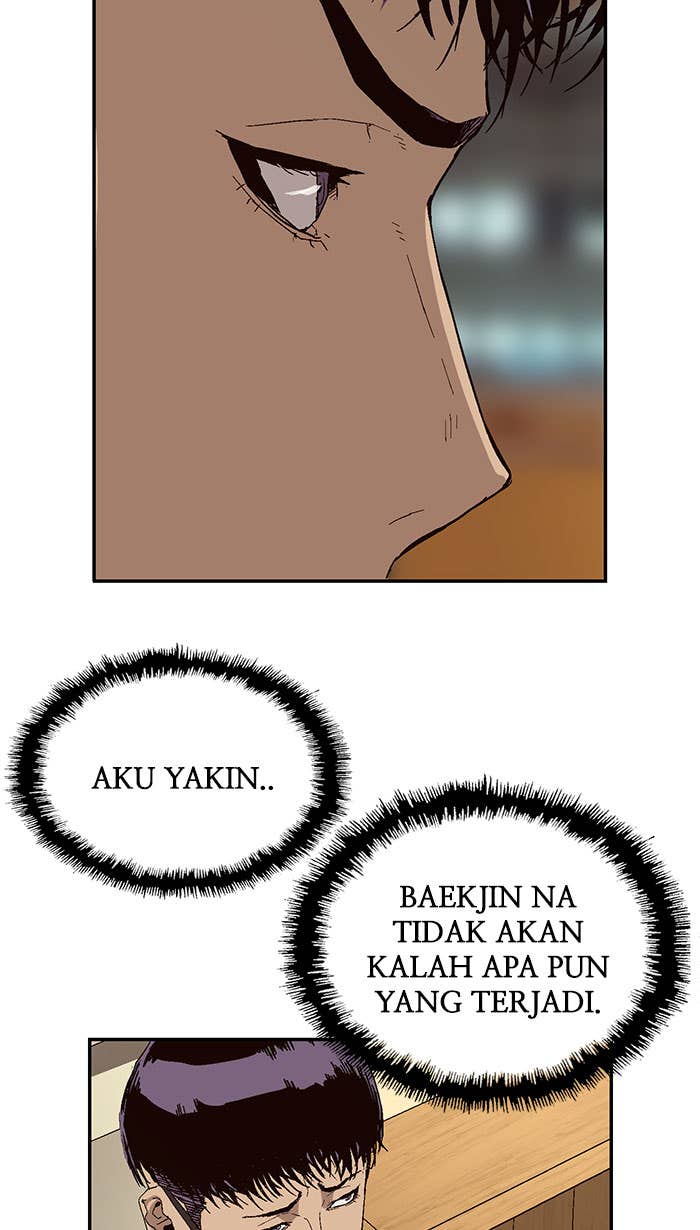 AKU YAKIN..
BAEKJIN NA
TIDAK AKAN
KALAH APA PUN
YANG TERJADI.